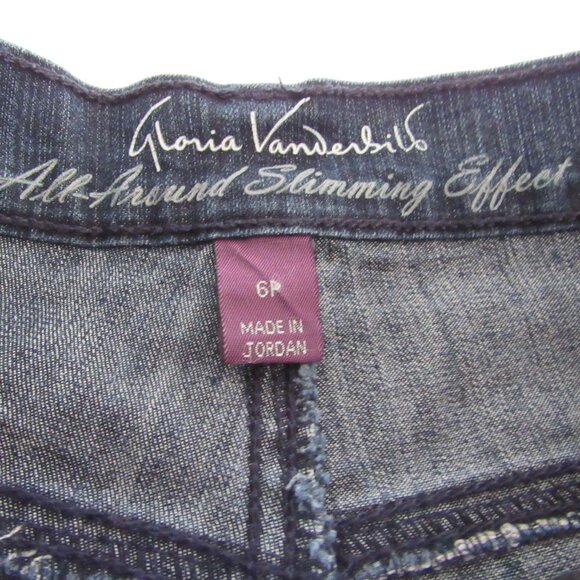 Gloria Vanderbilt
All-Around Slimming Effect
6P
MADE IN
JORDAN